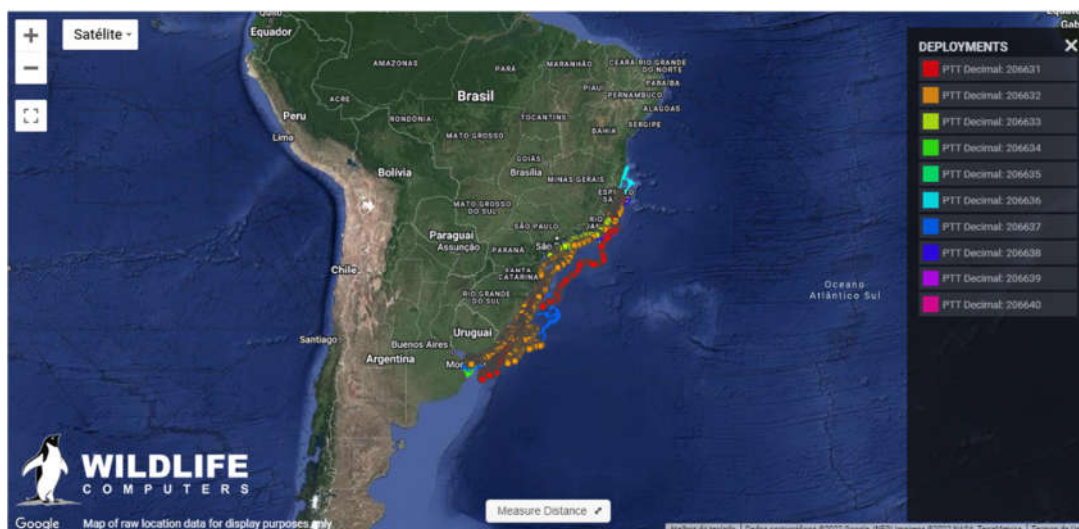 Satélite
Equador
AMAZONAS
PARÁ
MARANHÃO
CEARÁ
RIO GRANDE
DO NORTE
PARAÍBA
PIAUÍ
PERNAMBUCO
ALAGOAS
SERGIPE
ACRE
RONDÔNIA
TOCANTINS
Brasil
Peru
Lima
MATO GROSSO
BAHIA
GOIÁS
Brasília
Bolívia
MINAS GERAIS
MATO GROSSO
DO SUL
SÃO PAULO
RIO
Paraguai
Assunção
PARANÁ
São
SANTA
CATARINA
Chile
RIO GRANDE
DO SUL
Uruguai
Santiago
Buenos Aires
Argentina
Oceano
Atlântico Sul
DEPLOYMENTS
PTT Decimal: 206631
PTT Decimal: 206632
PTT Decimal: 206633
PTT Decimal: 206634
PTT Decimal: 206635
PTT Decimal: 206636
PTT Decimal: 206637
PTT Decimal: 206638
PTT Decimal: 206639
PTT Decimal: 206640
WILDLIFE
COMPUTERS
Measure Distance
Google
Map of raw location data for display purposes only